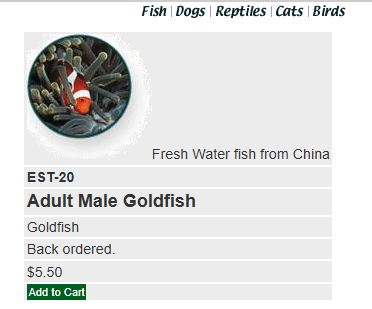 Fish | Dogs | Reptiles | Cats | Birds
Fresh Water fish from China
EST-20
Adult Male Goldfish
Goldfish
Back ordered.
$5.50
Add to Cart